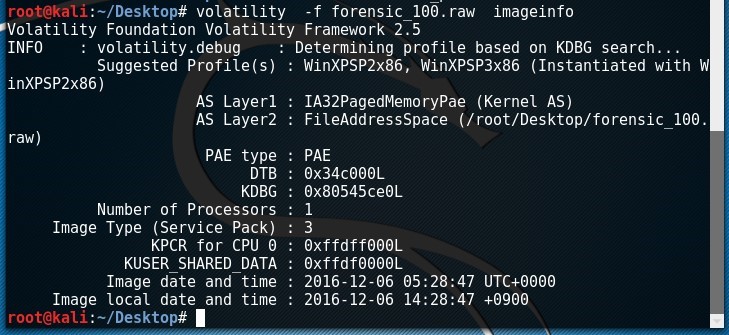 root@kali:~/Desktop# volatility  -f forensic_100.raw  imageinfo
Volatility Foundation Volatility Framework 2.5
INFO    : volatility.debug    : Determining profile based on KDBG search...
          Suggested Profile(s) : WinXPSP2x86, WinXPSP3x86 (Instantiated with W
inXPSP2x86)
                     AS Layer1 : IA32PagedMemoryPae (Kernel AS)
                     AS Layer2 : FileAddressSpace (/root/Desktop/forensic_100.
raw)
                      PAE type : PAE
                           DTB : 0x34c000L
                          KDBG : 0x80545ce0L
          Number of Processors : 1
     Image Type (Service Pack) : 3
                KPCR for CPU 0 : 0xffdff000L
             KUSER_SHARED_DATA : 0xffdf0000L
           Image date and time : 2016-12-06 05:28:47 UTC+0000
     Image local date and time : 2016-12-06 14:28:47 +0900
root@kali:~/Desktop#